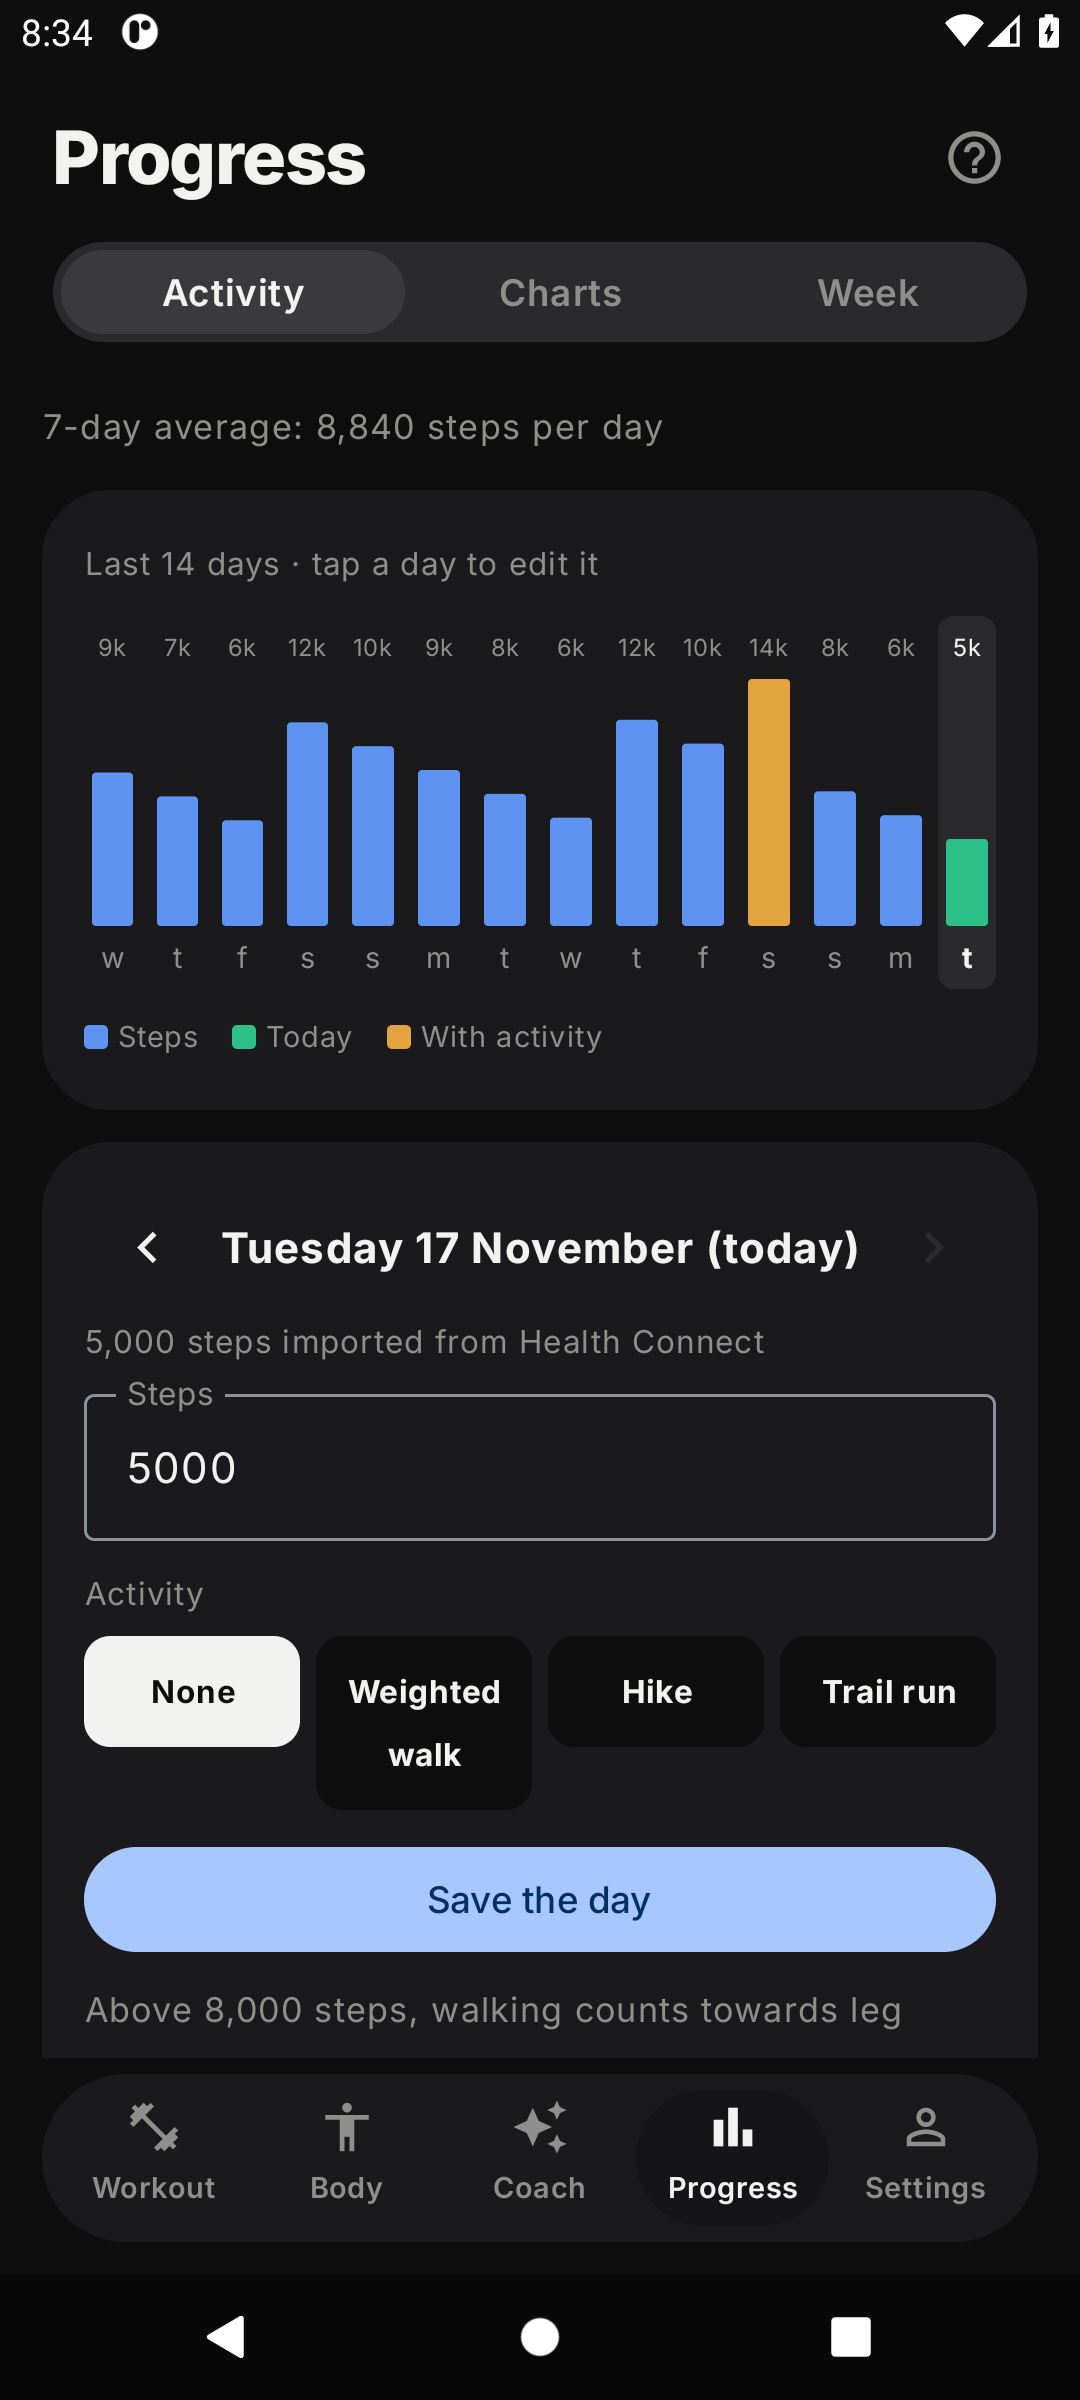 8:34
Progress
Activity Charts Week
7-day average: 8,840 steps per day
Last 14 days · tap a day to edit it
9k 7k 6k 12k 10k 9k 8k 6k 12k 10k 14k 8k 6k 5k
w t f s s m t w t f s s m t
Steps Today With activity
Tuesday 17 November (today)
5,000 steps imported from Health Connect
Steps
5000
Activity
None Weighted walk Hike Trail run
Save the day
Above 8,000 steps, walking counts towards leg
Workout Body Coach Progress Settings